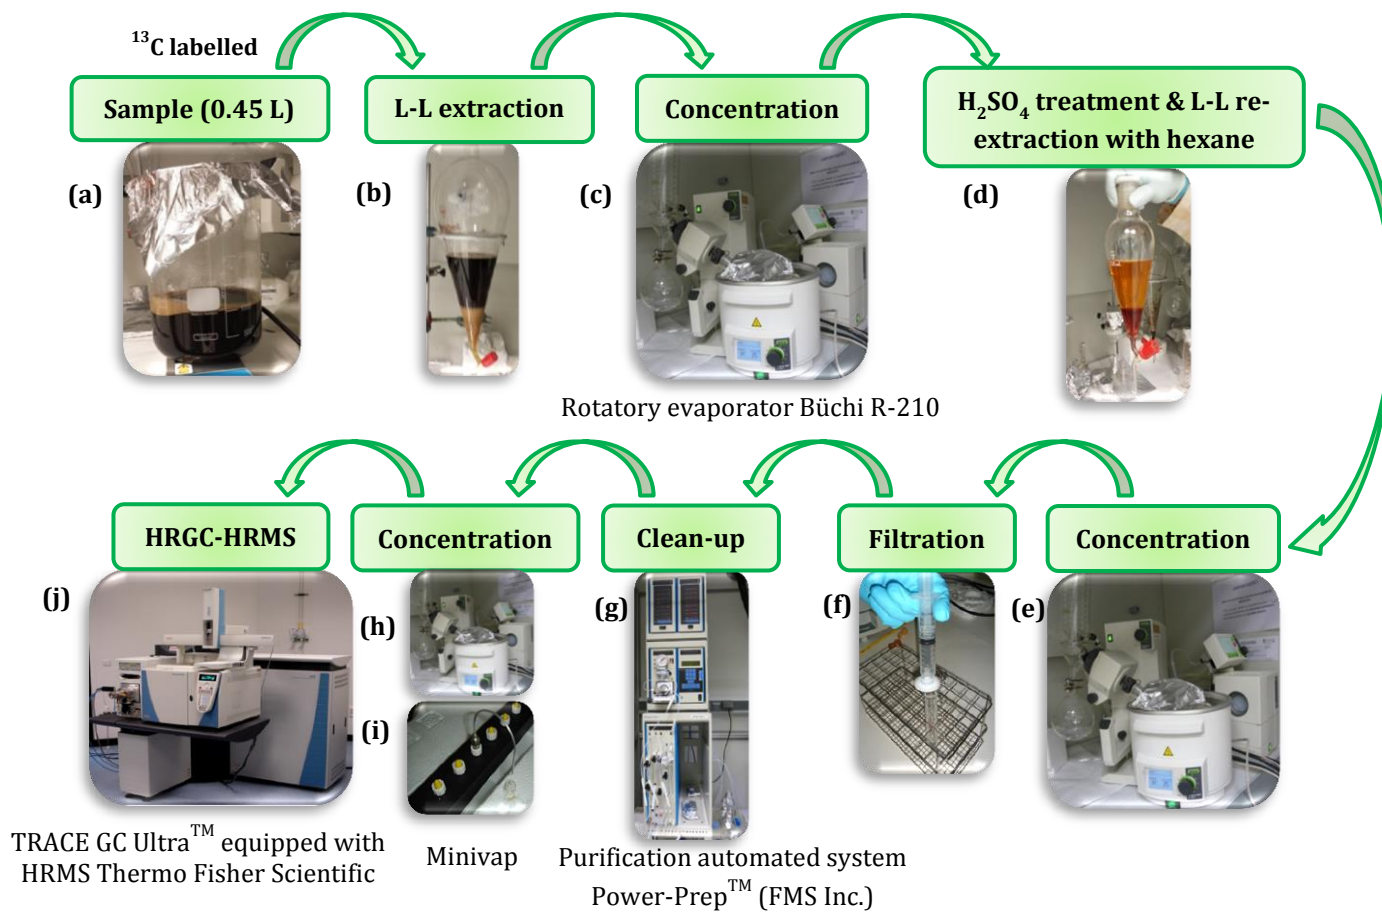 ¹³C labelled
Sample (0.45 L)
L-L extraction
Concentration
H₂SO₄ treatment & L-L re-
extraction with hexane
(a)
(b)
(c)
(d)
Rotatory evaporator Büchi R-210
HRGC-HRMS
Concentration
Clean-up
Filtration
Concentration
(j)
(h)
(i)
(g)
(f)
(e)
TRACE GC Ultra™ equipped with
HRMS Thermo Fisher Scientific
Minivap
Purification automated system
Power-Prep™ (FMS Inc.)